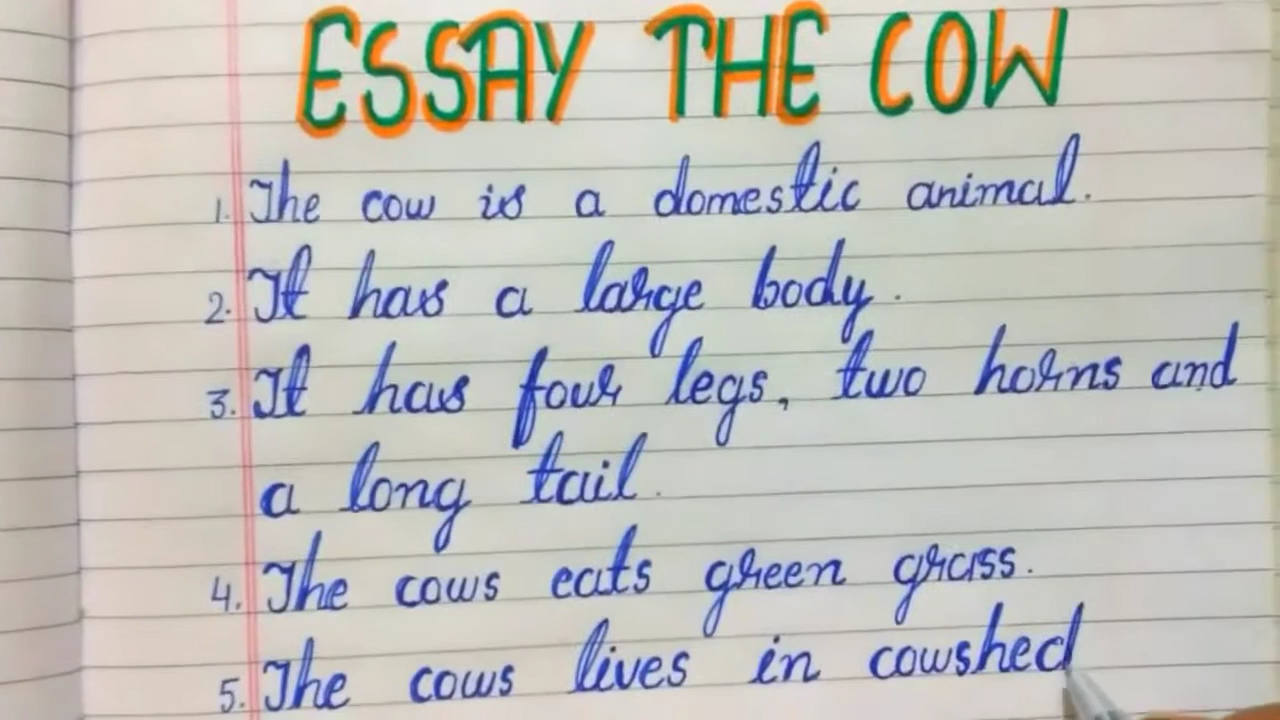 ESSAY THE COW
1. The cow is a domestic animal.
2. It has a large body.
3. It has four legs, two horns and
a long tail.
4. The cows eats green grass.
5. The cows lives in cowshed